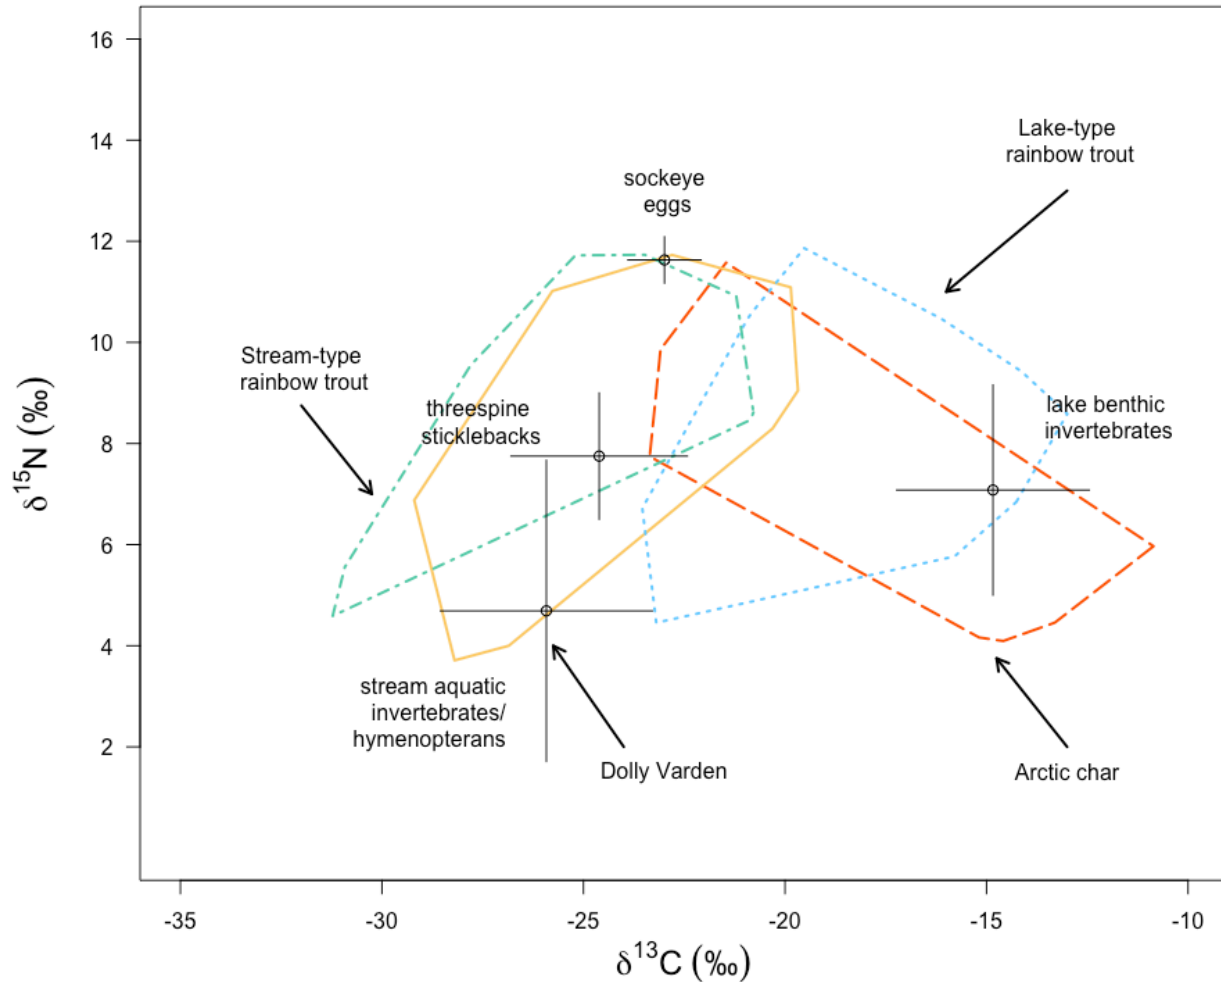 16
14
12
10
8
6
4
2
δ15N (‰)
Lake-type
rainbow trout
sockeye
eggs
Stream-type
rainbow trout
threespine
sticklebacks
lake benthic
invertebrates
stream aquatic
invertebrates/
hymenopterans
Dolly Varden
Arctic char
-35
-30
-25
-20
-15
-10
δ13C (‰)